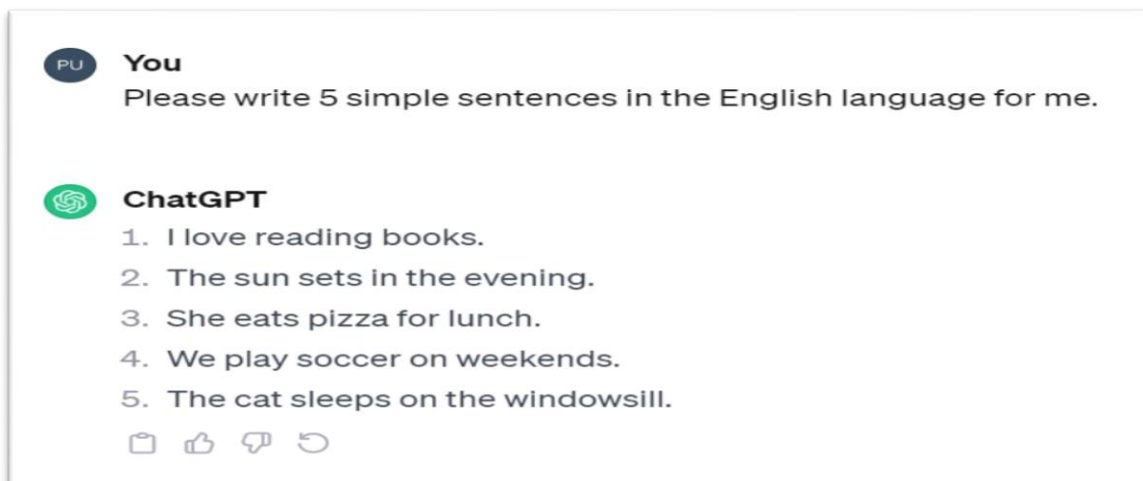 PU You
Please write 5 simple sentences in the English language for me.
ChatGPT
1. I love reading books.
2. The sun sets in the evening.
3. She eats pizza for lunch.
4. We play soccer on weekends.
5. The cat sleeps on the windowsill.